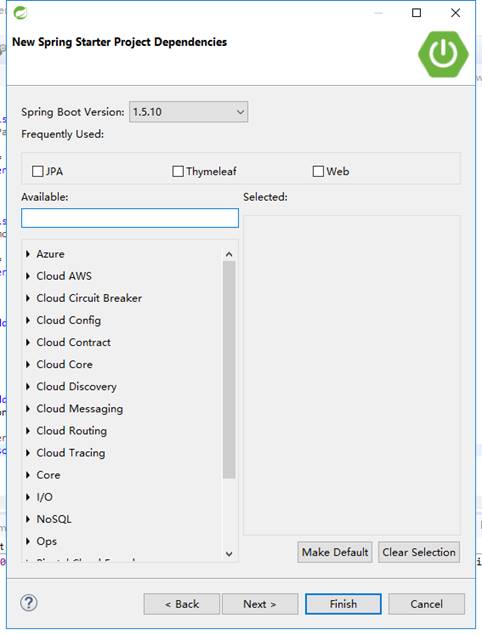 New Spring Starter Project Dependencies
Spring Boot Version: 1.5.10
Frequently Used:
JPA Thymeleaf Web
Available: Selected:
Azure
Cloud AWS
Cloud Circuit Breaker
Cloud Config
Cloud Contract
Cloud Core
Cloud Discovery
Cloud Messaging
Cloud Routing
Cloud Tracing
Core
I/O
NoSQL
Ops
Make Default Clear Selection
? < Back Next > Finish Cancel